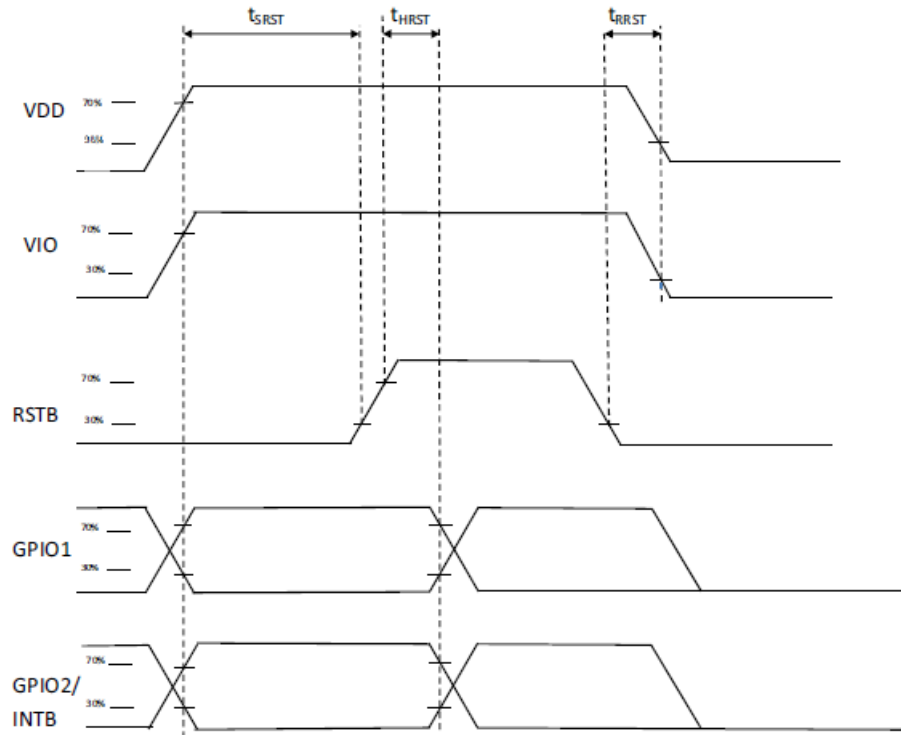 tSRST
tHRST
tRRST
VDD
70%
VIO
70%
30%
RSTB
70%
30%
GPIO1
70%
30%
GPIO2/
INTB
70%
30%